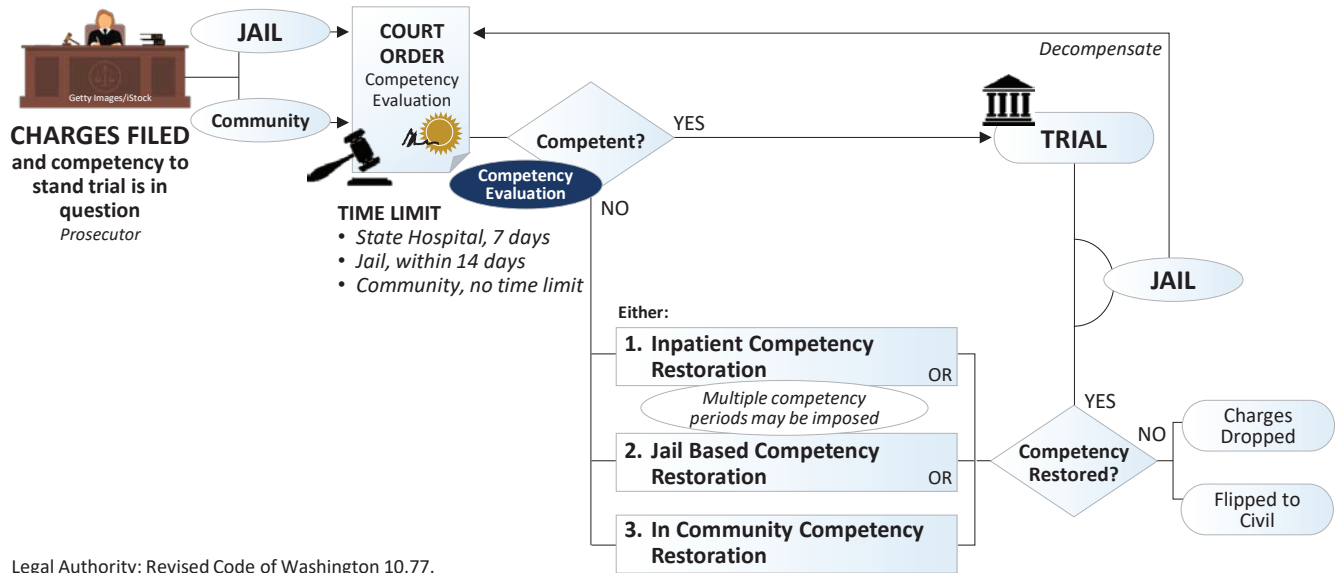 Getty Images/iStock
CHARGES FILED
and competency to
stand trial is in
question
Prosecutor
JAIL
Community
COURT
ORDER
Competency
Evaluation
TIME LIMIT
• State Hospital, 7 days
• Jail, within 14 days
• Community, no time limit
Competent?
Competency
Evaluation
YES
NO
TRIAL
Decompensate
JAIL
Either:
1. Inpatient Competency
Restoration
OR
Multiple competency
periods may be imposed
2. Jail Based Competency
Restoration
OR
3. In Community Competency
Restoration
YES
Competency
Restored?
NO
Charges
Dropped
Flipped to
Civil
Legal Authority: Revised Code of Washington 10.77.